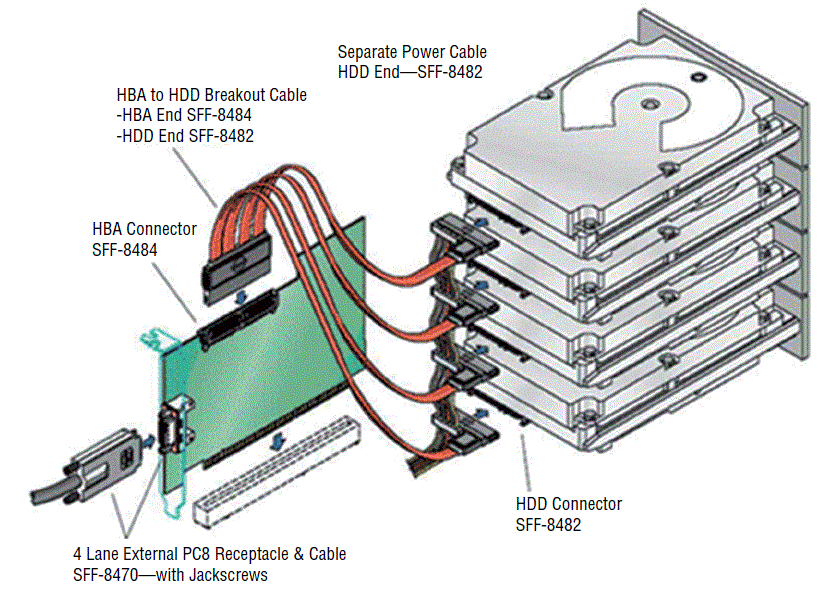 Separate Power Cable
HDD End—SFF-8482
HBA to HDD Breakout Cable
-HBA End SFF-8484
-HDD End SFF-8482
HBA Connector
SFF-8484
HDD Connector
SFF-8482
4 Lane External PC8 Receptacle & Cable
SFF-8470—with Jackscrews